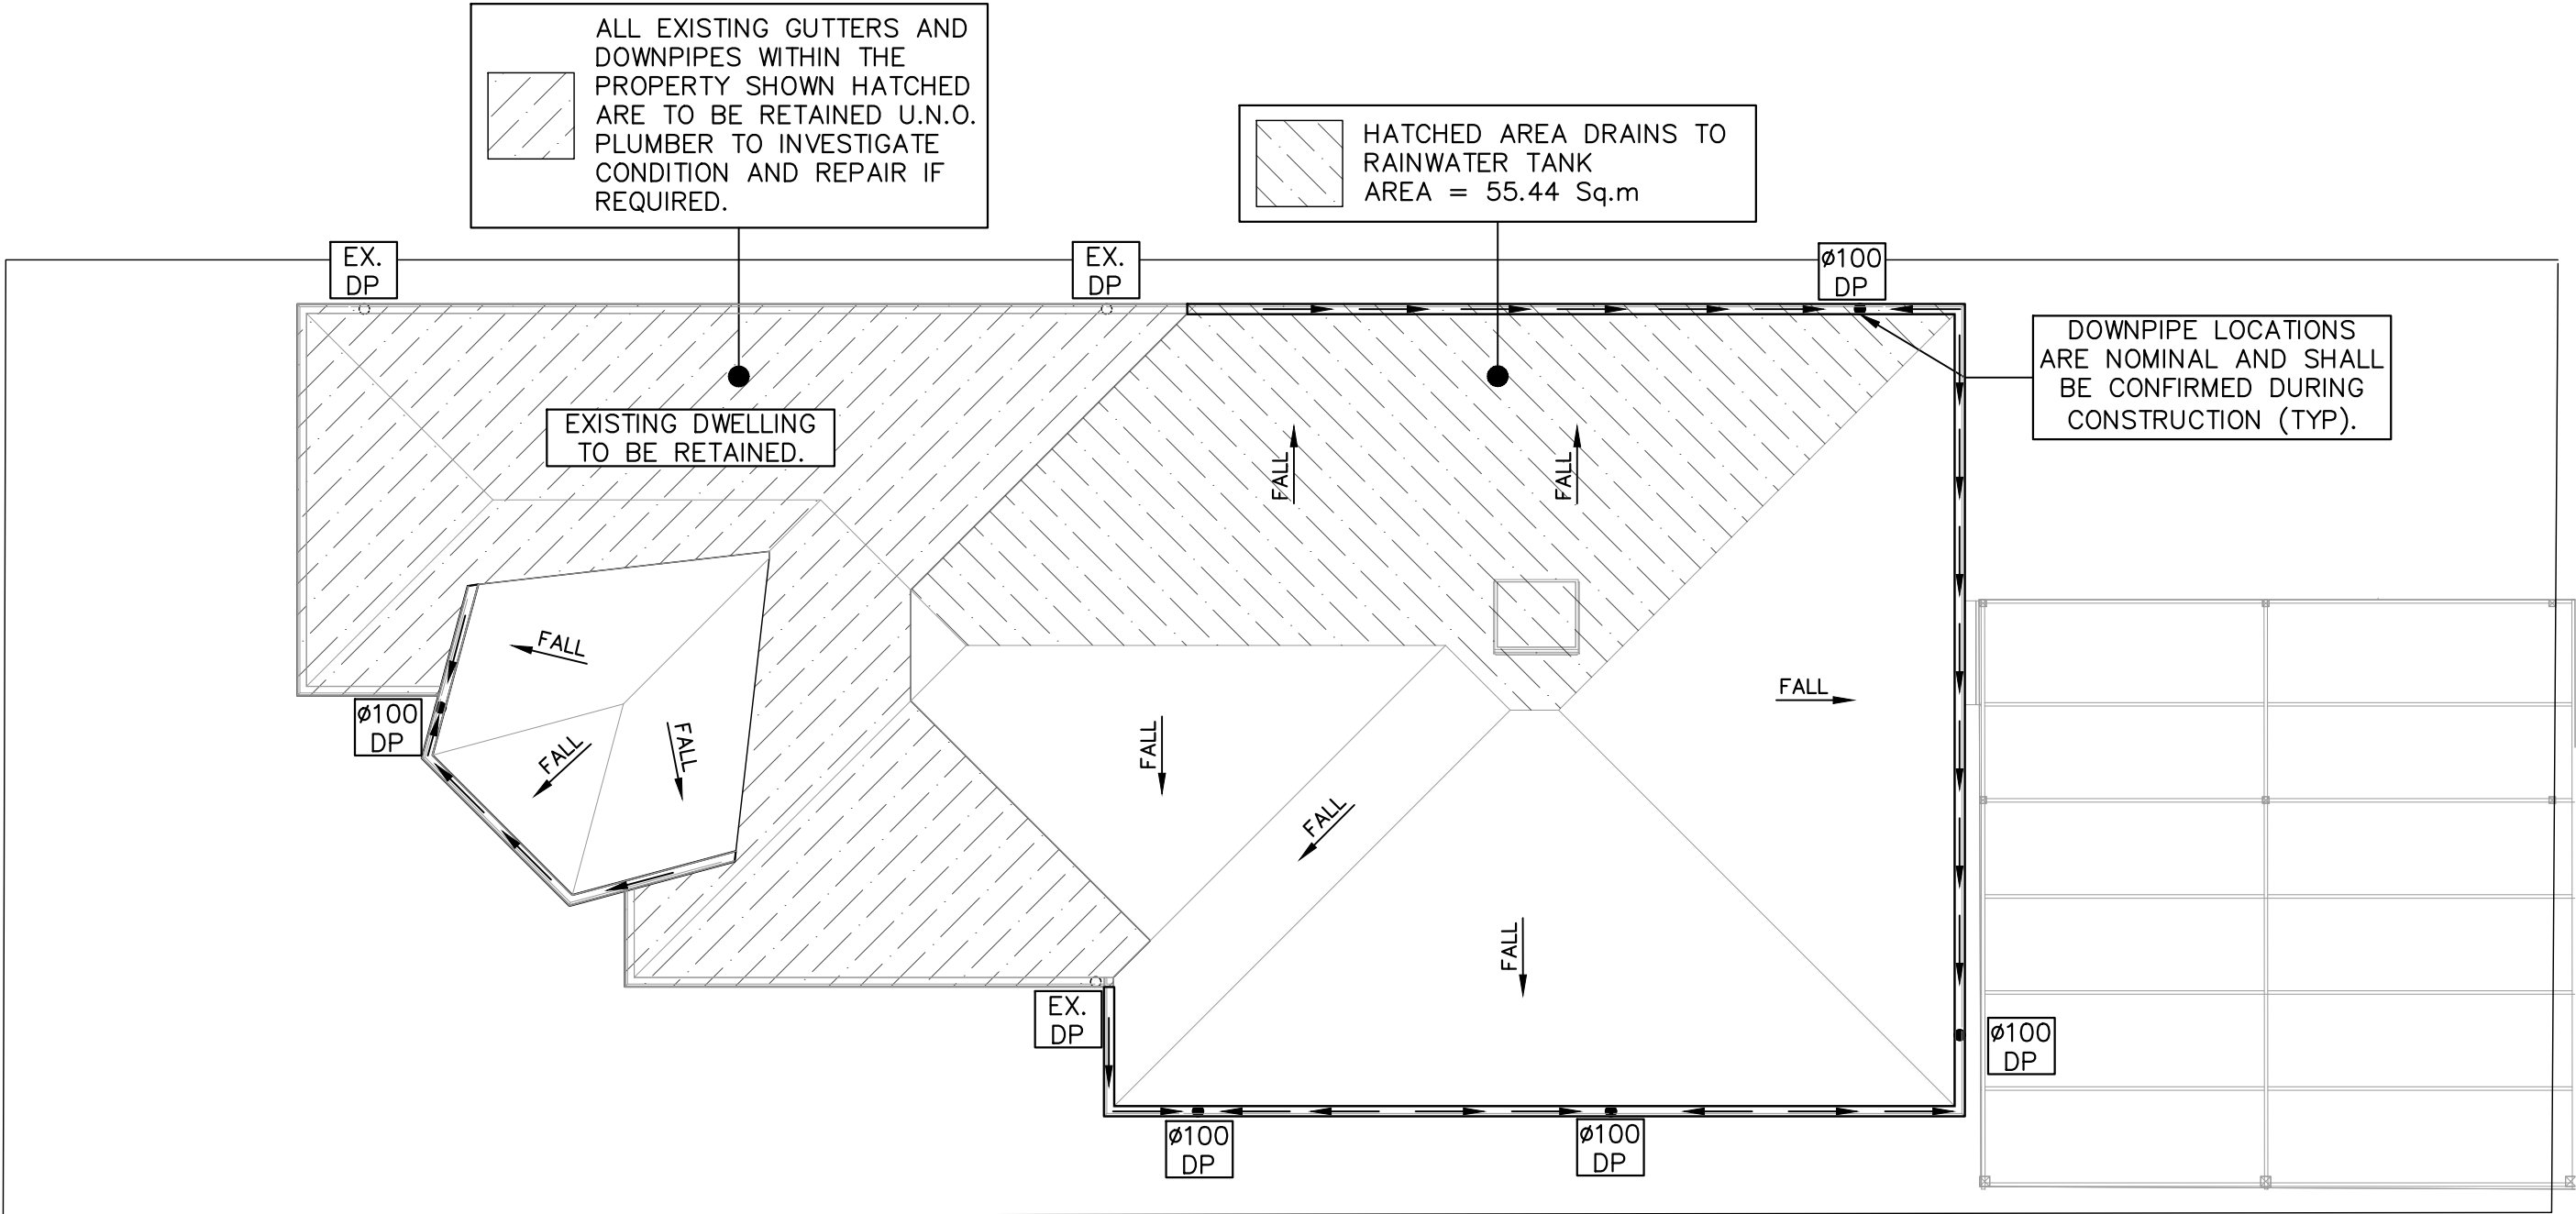 ALL EXISTING GUTTERS AND
DOWNPIPES WITHIN THE
PROPERTY SHOWN HATCHED
ARE TO BE RETAINED U.N.O.
PLUMBER TO INVESTIGATE
CONDITION AND REPAIR IF
REQUIRED.
HATCHED AREA DRAINS TO
RAINWATER TANK
AREA = 55.44 Sq.m
EX.
DP
EX.
DP
Ø100
DP
DOWNPIPE LOCATIONS
ARE NOMINAL AND SHALL
BE CONFIRMED DURING
CONSTRUCTION (TYP).
EXISTING DWELLING
TO BE RETAINED.
FALL
FALL
FALL
FALL
FALL
FALL
FALL
FALL
FALL
Ø100
DP
EX.
DP
Ø100
DP
Ø100
DP
Ø100
DP